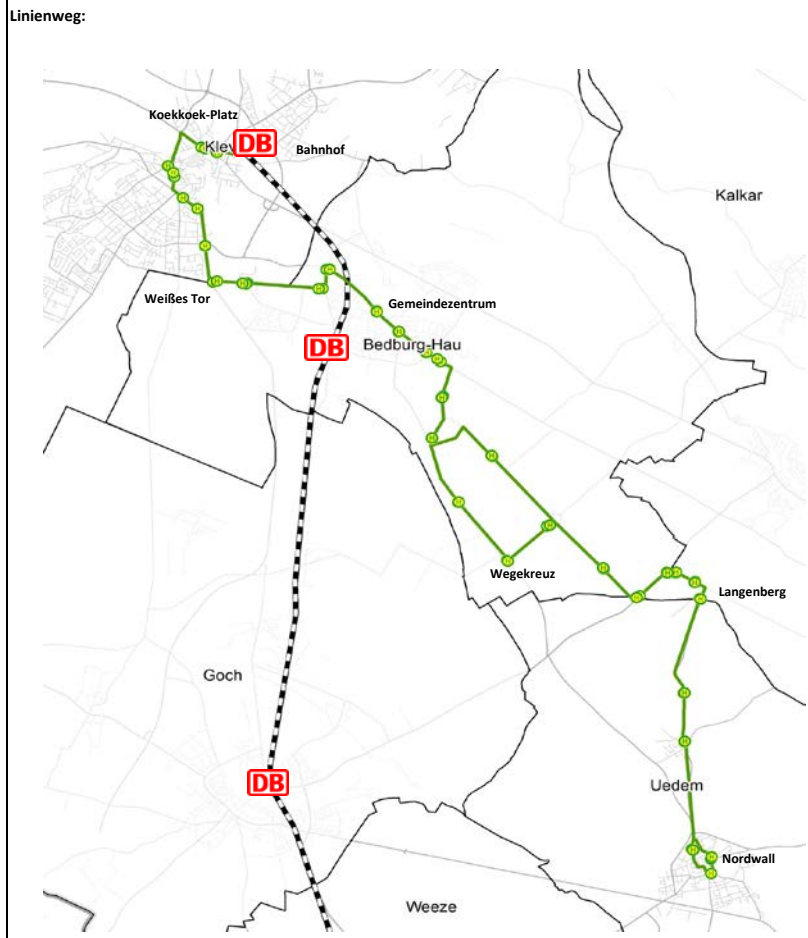 Linienweg:
Koekkoek-Platz
Kleve
DB
Bahnhof
Kalkar
Weißes Tor
Gemeindezentrum
DB
Bedburg-Hau
Wegekreuz
Langenberg
Goch
DB
Uedem
Nordwall
Weeze